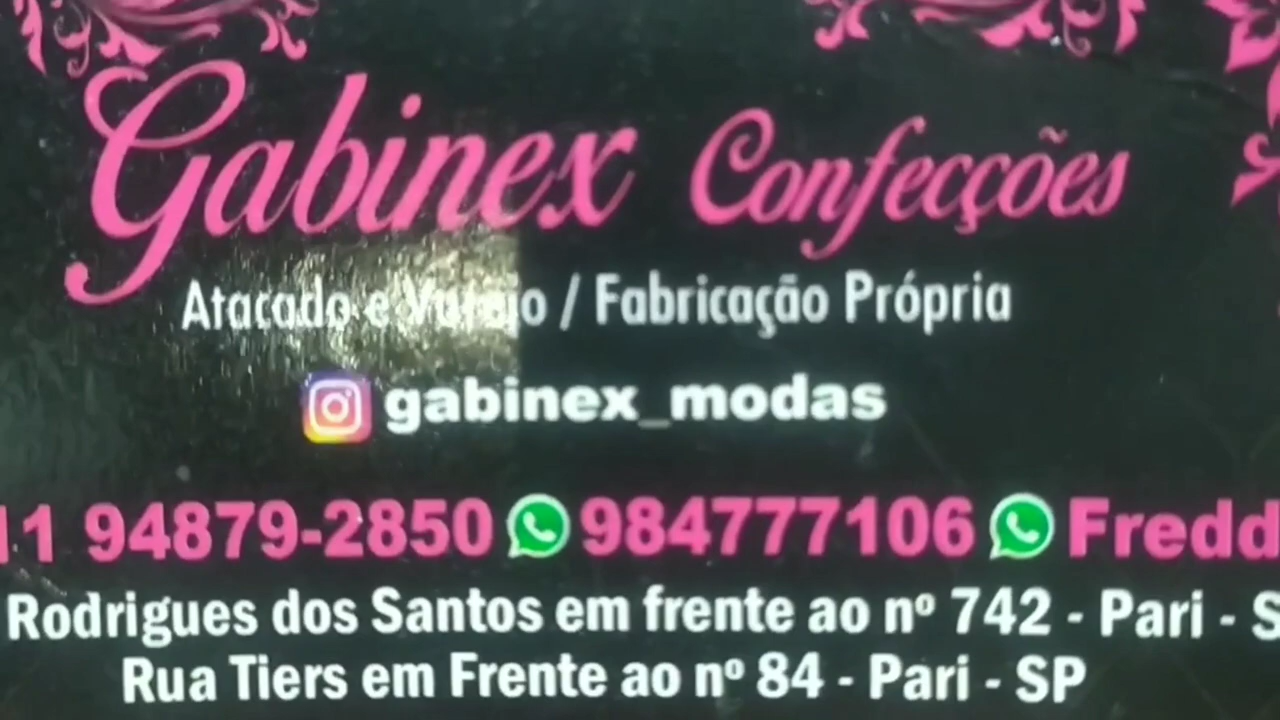 Gabinex Confecções
Atacado e Varejo / Fabricação Própria
gabinex_modas
11 94879-2850 984777106 Fredd
Rodrigues dos Santos em frente ao nº 742 - Pari - S
Rua Tiers em Frente ao nº 84 - Pari - SP